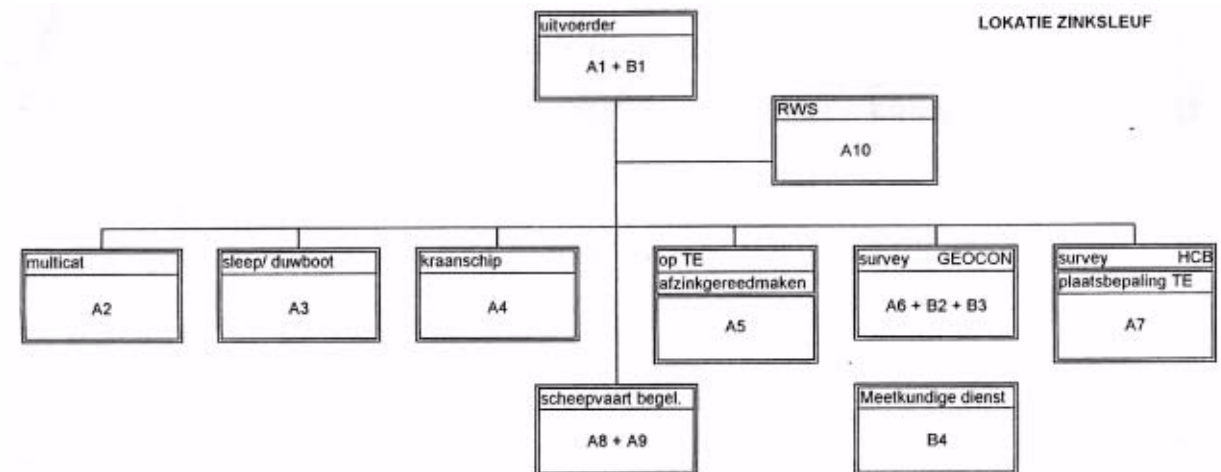 LOKATIE ZINKSLEUF
uitvoerder
A1 + B1
RWS
A10
multicat
A2
sleep/ duwboot
A3
kraanschip
A4
op TE
afzinkgereedmaken
A5
survey GEOCON
A6 + B2 + B3
survey HCB
plaatsbepaling TE
A7
scheepvaart begel.
A8 + A9
Meetkundige dienst
B4